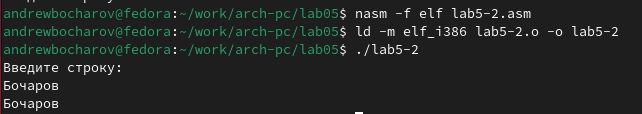 andrewbocharov@fedora:~/work/arch-pc/lab05$ nasm -f elf lab5-2.asm
andrewbocharov@fedora:~/work/arch-pc/lab05$ ld -m elf_i386 lab5-2.o -o lab5-2
andrewbocharov@fedora:~/work/arch-pc/lab05$ ./lab5-2
Введите строку:
Бочаров
Бочаров